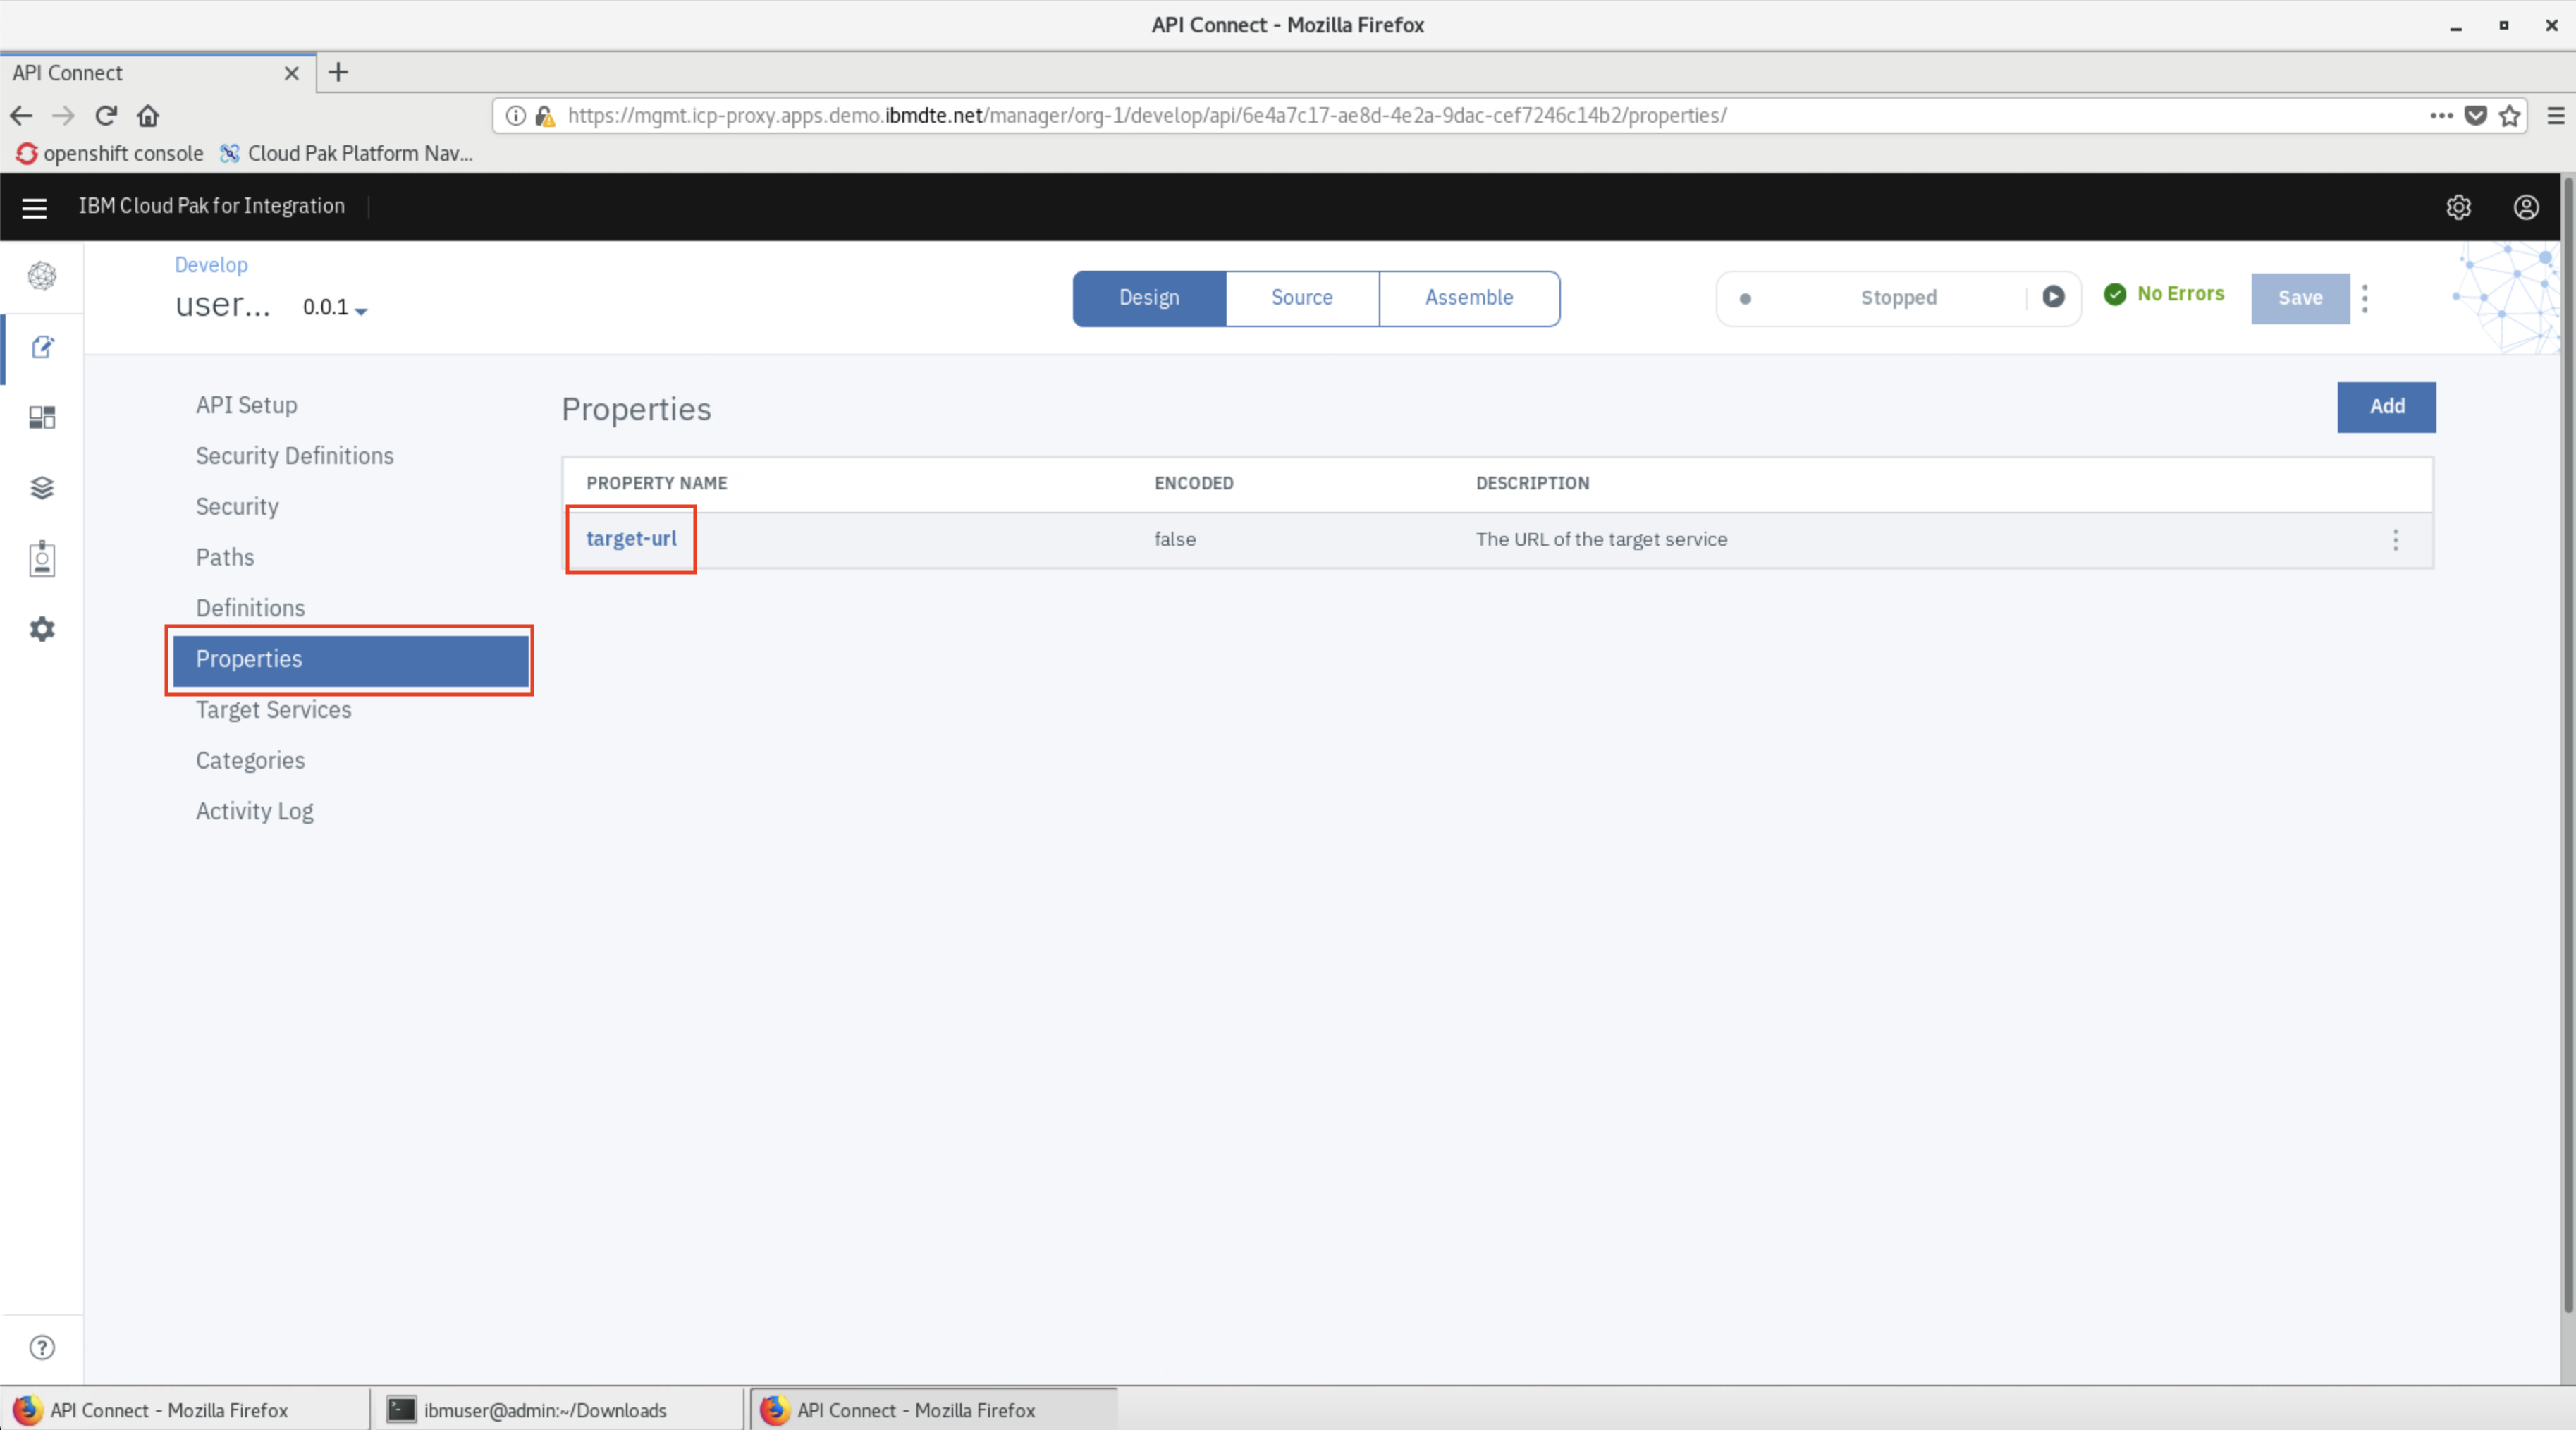 API Connect - Mozilla Firefox
API Connect
https://mgmt.icp-proxy.apps.demo.ibmdte.net/manager/org-1/develop/api/6e4a7c17-ae8d-4e2a-9dac-cef7246c14b2/properties/
openshift console Cloud Pak Platform Nav...
IBM Cloud Pak for Integration
Develop
user... 0.0.1
Design Source Assemble
Stopped
No Errors
Save
API Setup
Security Definitions
Security
Paths
Definitions
Properties
Target Services
Categories
Activity Log
Properties
Add
PROPERTY NAME ENCODED DESCRIPTION
target-url false The URL of the target service
API Connect - Mozilla Firefox ibmuser@admin:~/Downloads API Connect - Mozilla Firefox